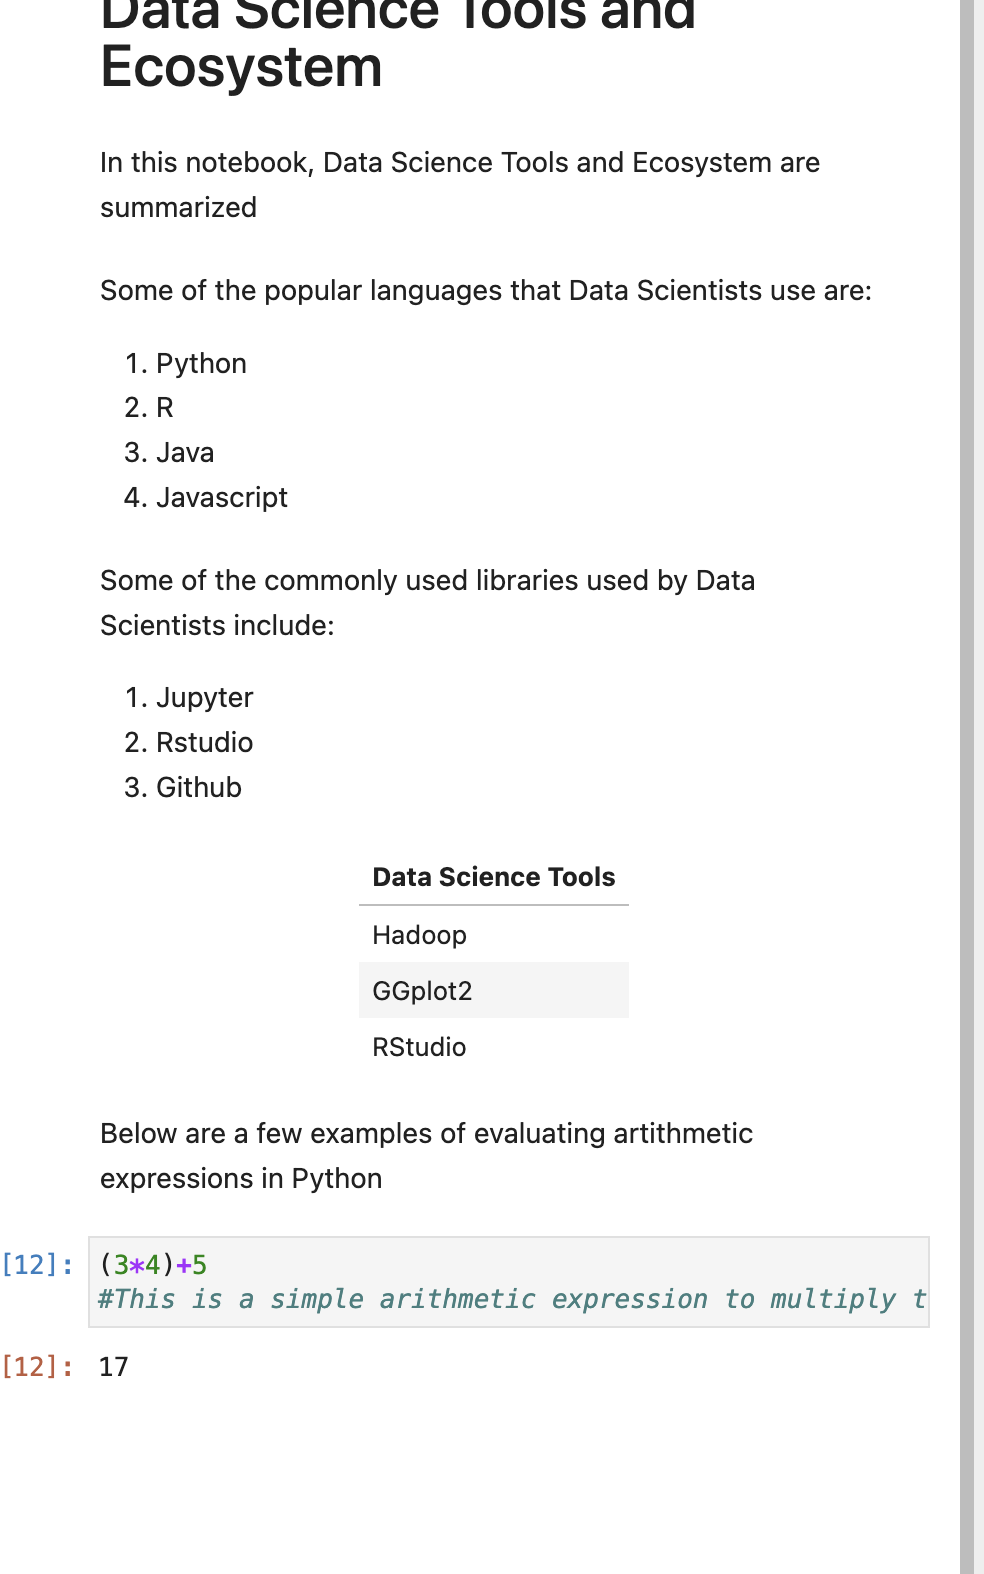 Data Science Tools and
Ecosystem
In this notebook, Data Science Tools and Ecosystem are
summarized
Some of the popular languages that Data Scientists use are:
1. Python
2. R
3. Java
4. Javascript
Some of the commonly used libraries used by Data
Scientists include:
1. Jupyter
2. Rstudio
3. Github
Data Science Tools
Hadoop
GGplot2
RStudio
Below are a few examples of evaluating artithmetic
expressions in Python
[12]: (3*4)+5
#This is a simple arithmetic expression to multiply t
[12]: 17